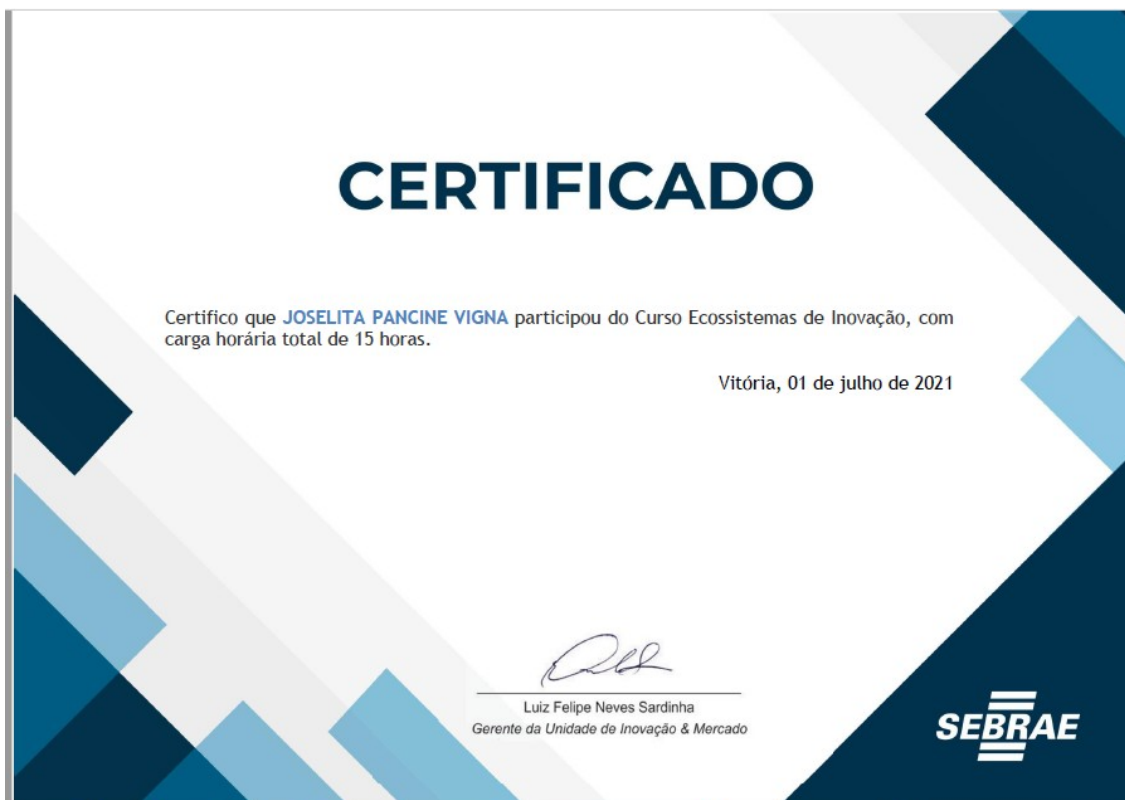 CERTIFICADO
Certifico que JOSELITA PANCINE VIGNA participou do Curso Ecossistemas de Inovação, com
carga horária total de 15 horas.
Vitória, 01 de julho de 2021
Luiz Felipe Neves Sardinha
Gerente da Unidade de Inovação & Mercado
SEBRAE